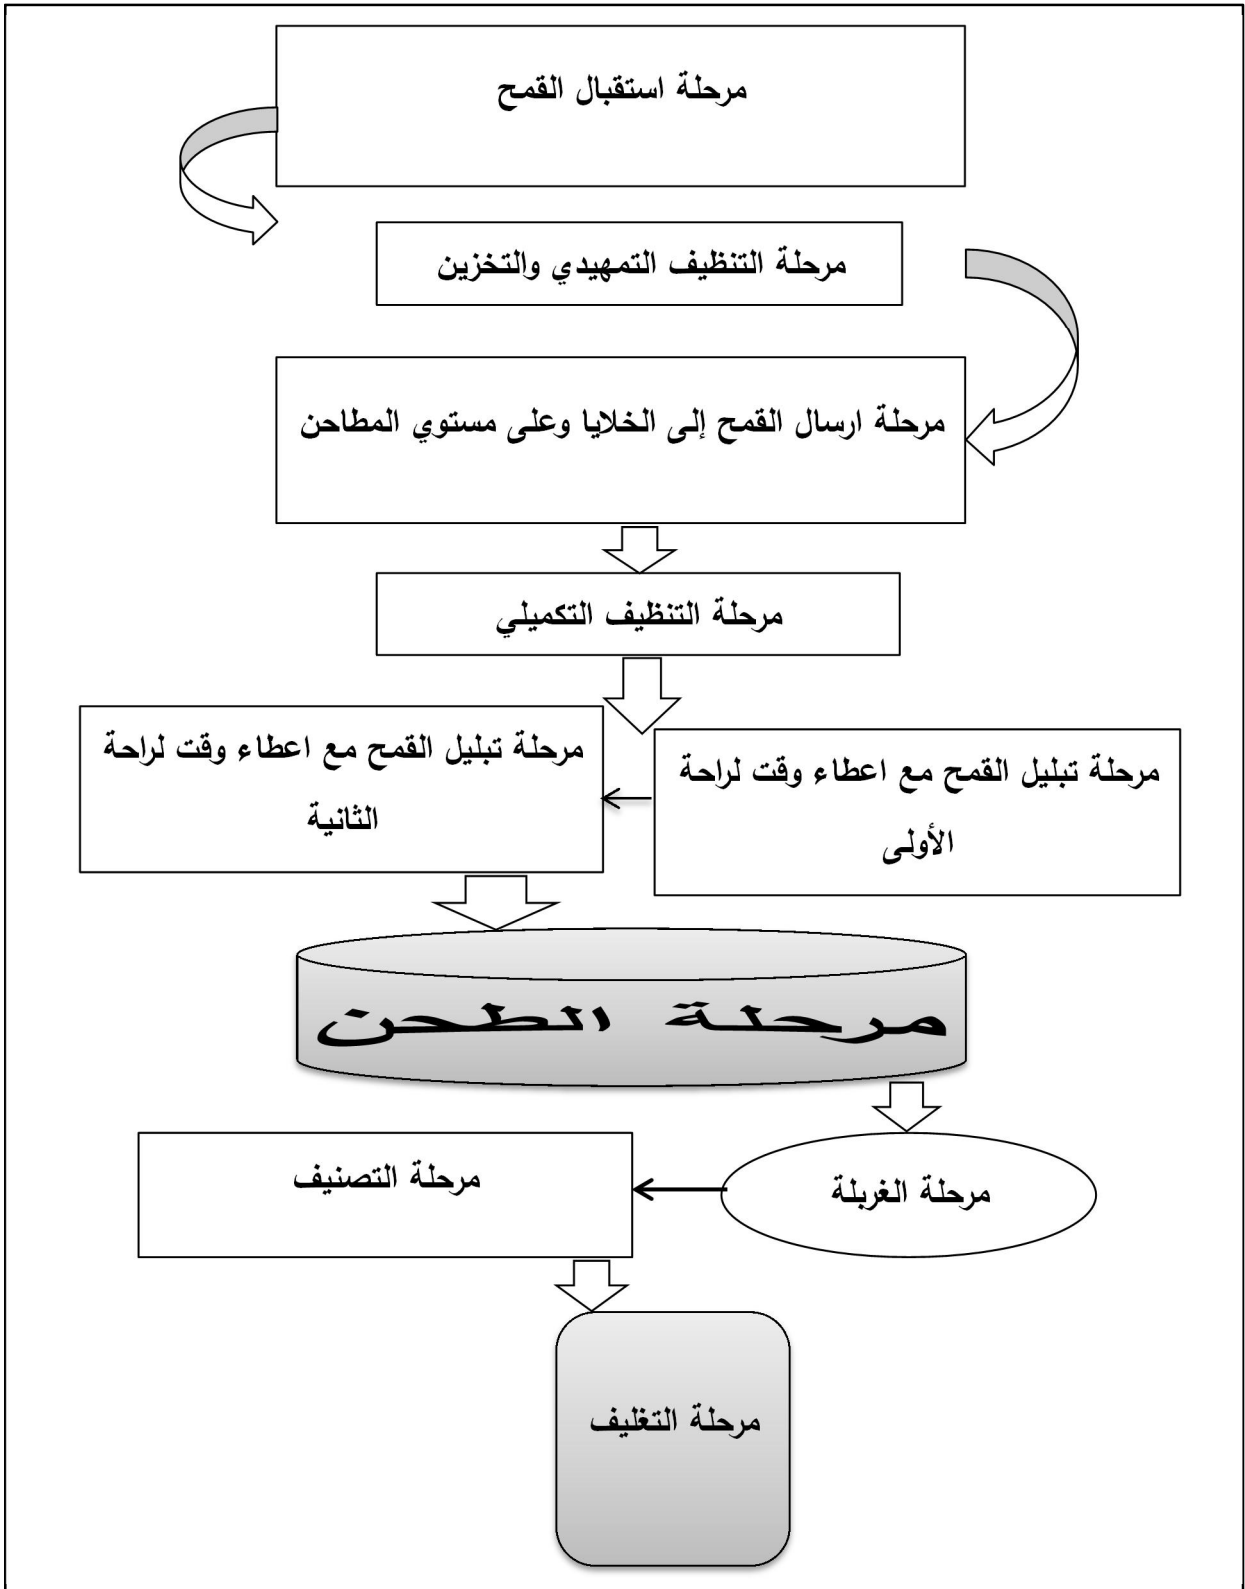 مرحلة استقبال القمح
مرحلة التنظيف التمهيدي والتخزين
مرحلة ارسال القمح إلى الخلايا وعلى مستوي المطاحن
مرحلة التنظيف التكميلي
مرحلة تبليل القمح مع اعطاء وقت لراحة
الأولى
مرحلة تبليل القمح مع اعطاء وقت لراحة
الثانية
مرحلة الطحن
مرحلة الغربلة
مرحلة التصنيف
مرحلة التغليف